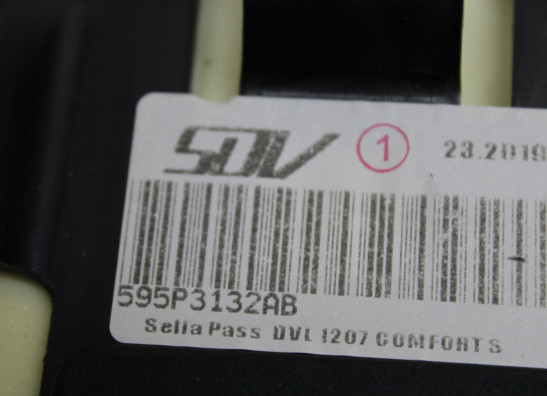 SDV 1 23.2019
595P3132AB
Sella Pass DVL 1207 COMFORT S